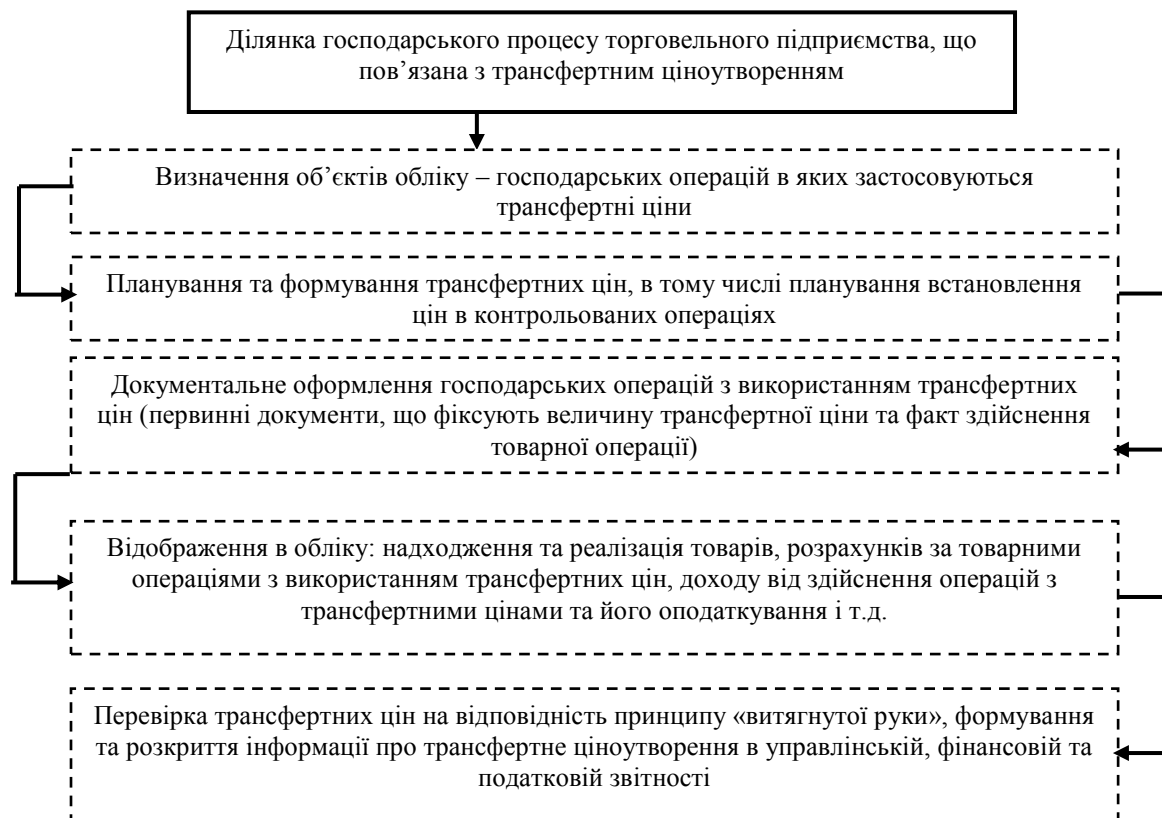 Ділянка господарського процесу торговельного підприємства, що
пов’язана з трансфертним ціноутворенням
Визначення об’єктів обліку – господарських операцій в яких застосовуються
трансфертні ціни
Планування та формування трансфертних цін, в тому числі планування встановлення
цін в контрольованих операціях
Документальне оформлення господарських операцій з використанням трансфертних
цін (первинні документи, що фіксують величину трансфертної ціни та факт здійснення
товарної операції)
Відображення в обліку: надходження та реалізація товарів, розрахунків за товарними
операціями з використанням трансфертних цін, доходу від здійснення операцій з
трансфертними цінами та його оподаткування і т.д.
Перевірка трансфертних цін на відповідність принципу «витягнутої руки», формування
та розкриття інформації про трансфертне ціноутворення в управлінській, фінансовій та
податковій звітності